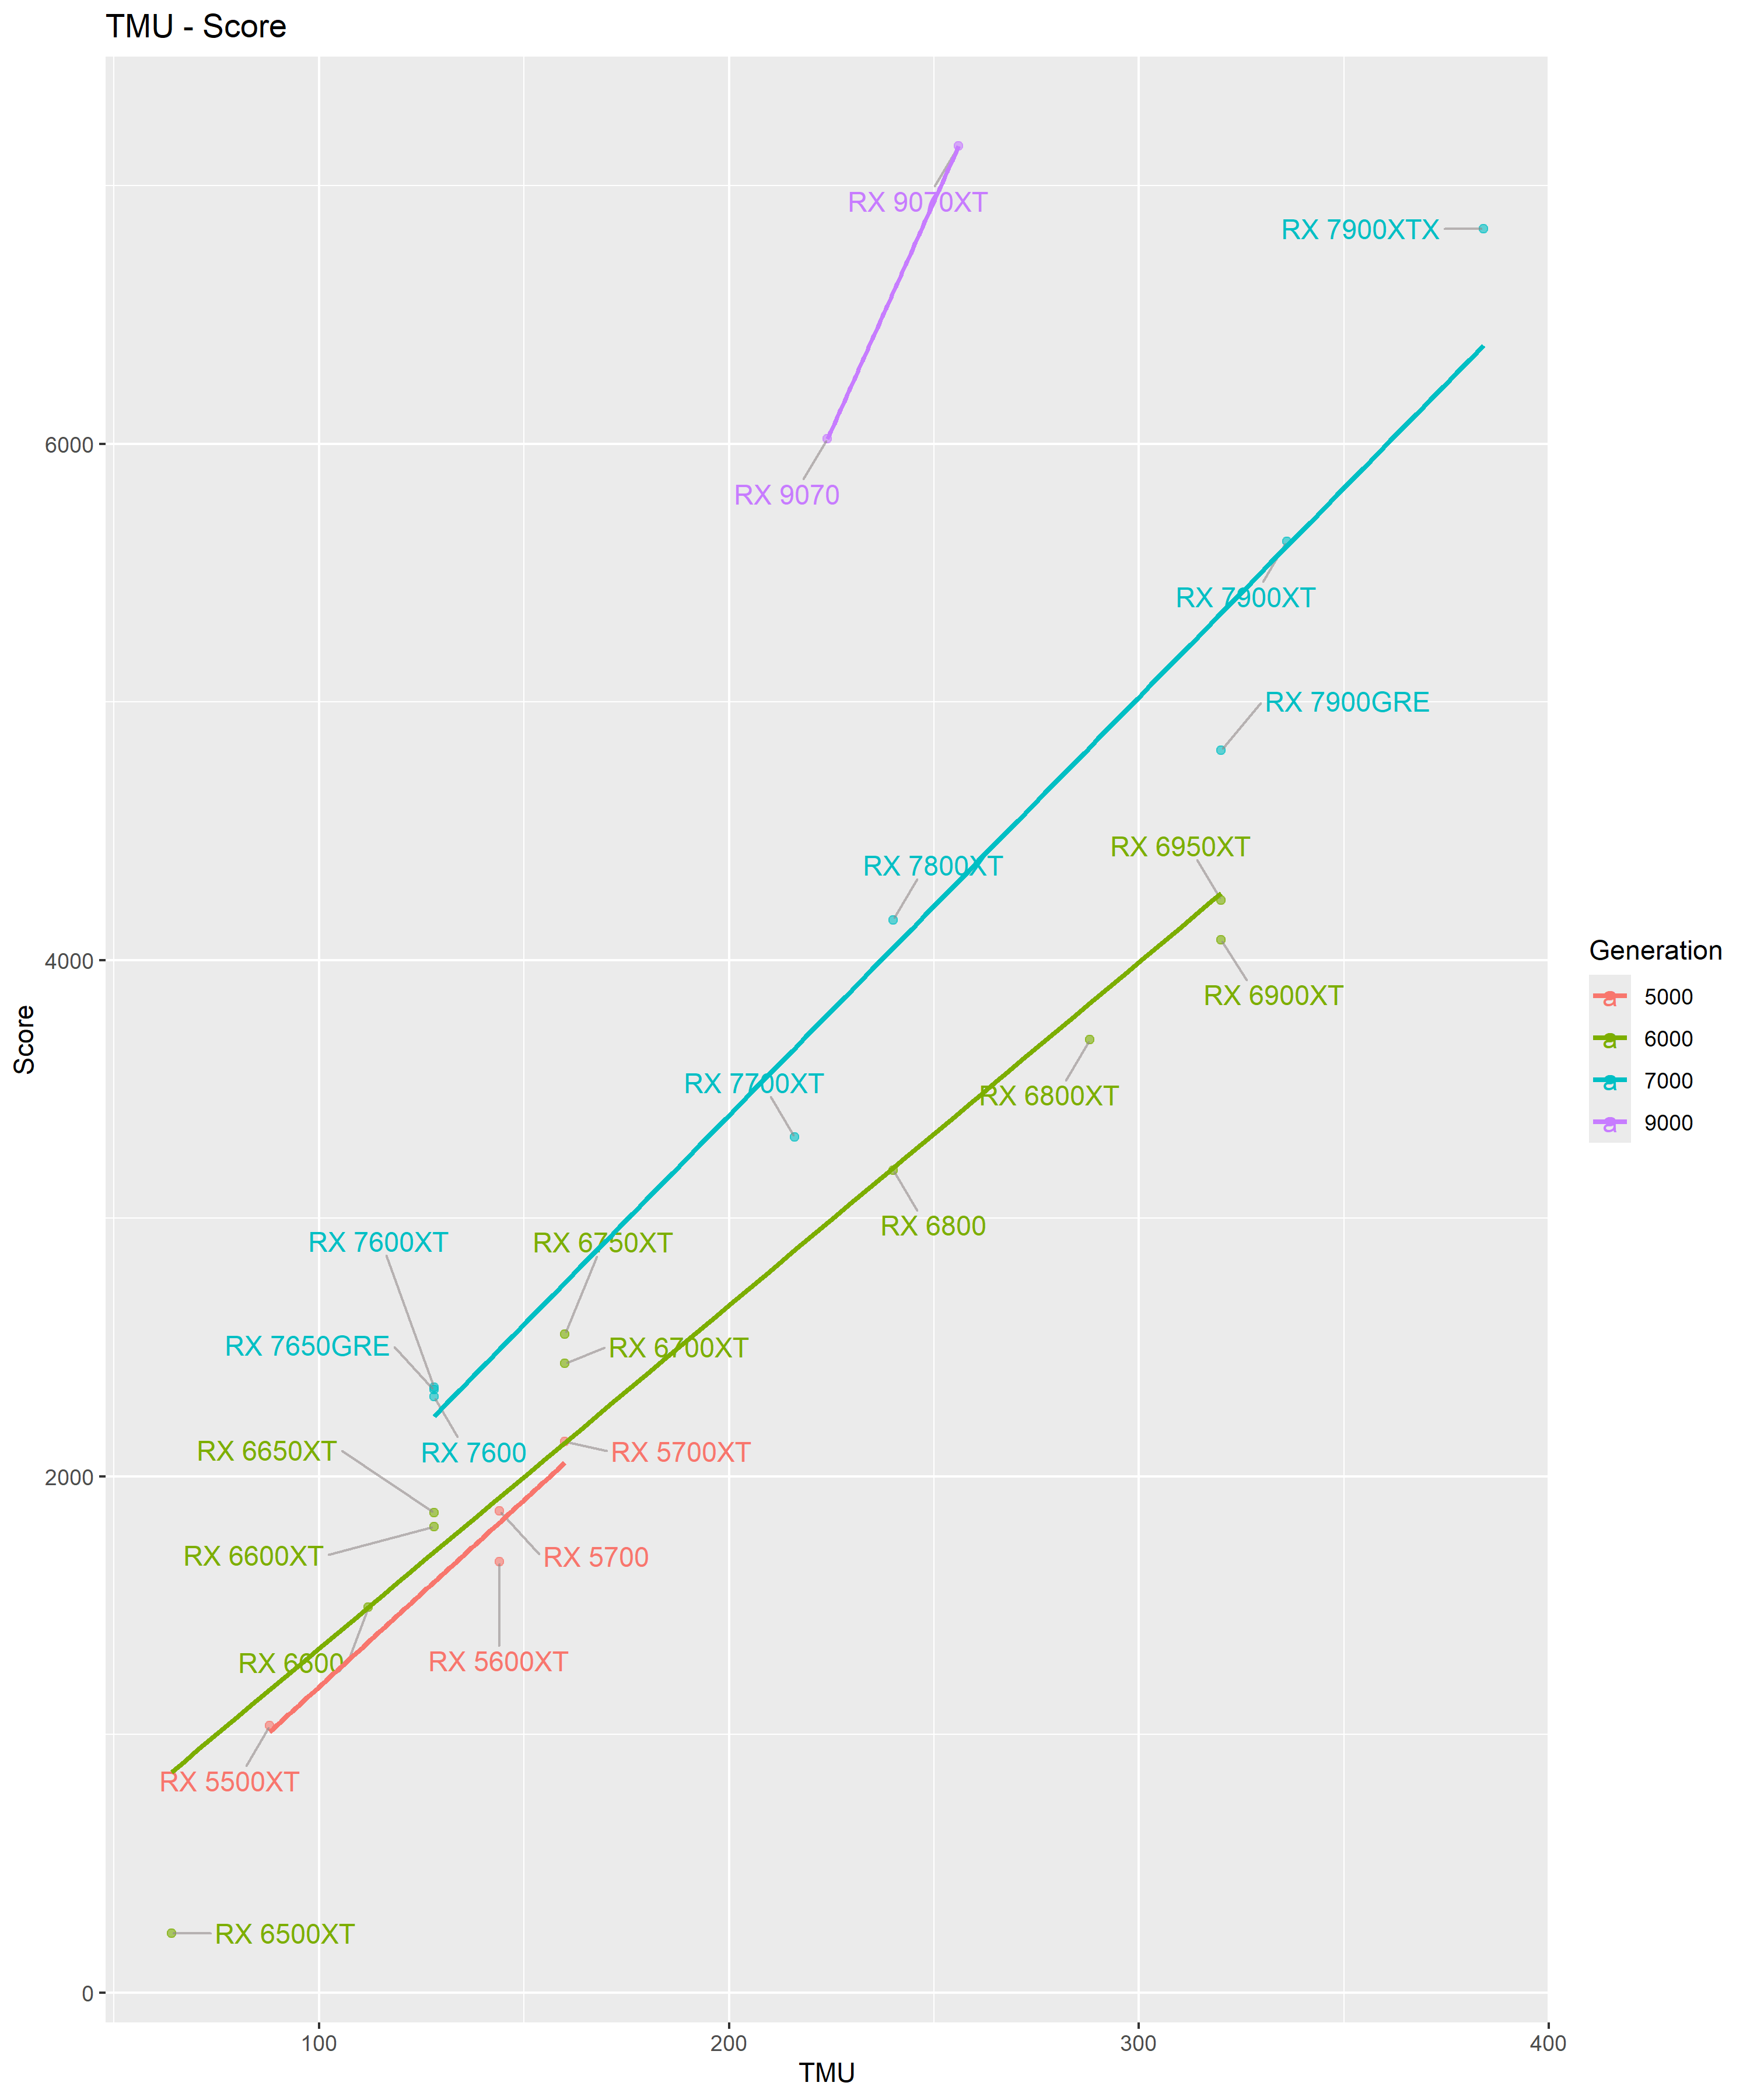 TMU - Score
RX 9070XT
RX 7900XTX
6000
RX 9070
RX 7900XT
RX 7900GRE
RX 6950XT
RX 7800XT
Generation
4000
RX 6900XT
a 5000
Score
a 6000
RX 7700XT
RX 6800XT
a 7000
a 9000
RX 6800
RX 7600XT
RX 6750XT
RX 7650GRE
RX 6700XT
RX 6650XT
RX 7600
RX 5700XT
2000
RX 6600XT
RX 5700
RX 6600
RX 5600XT
RX 5500XT
RX 6500XT
0
100
200
300
400
TMU